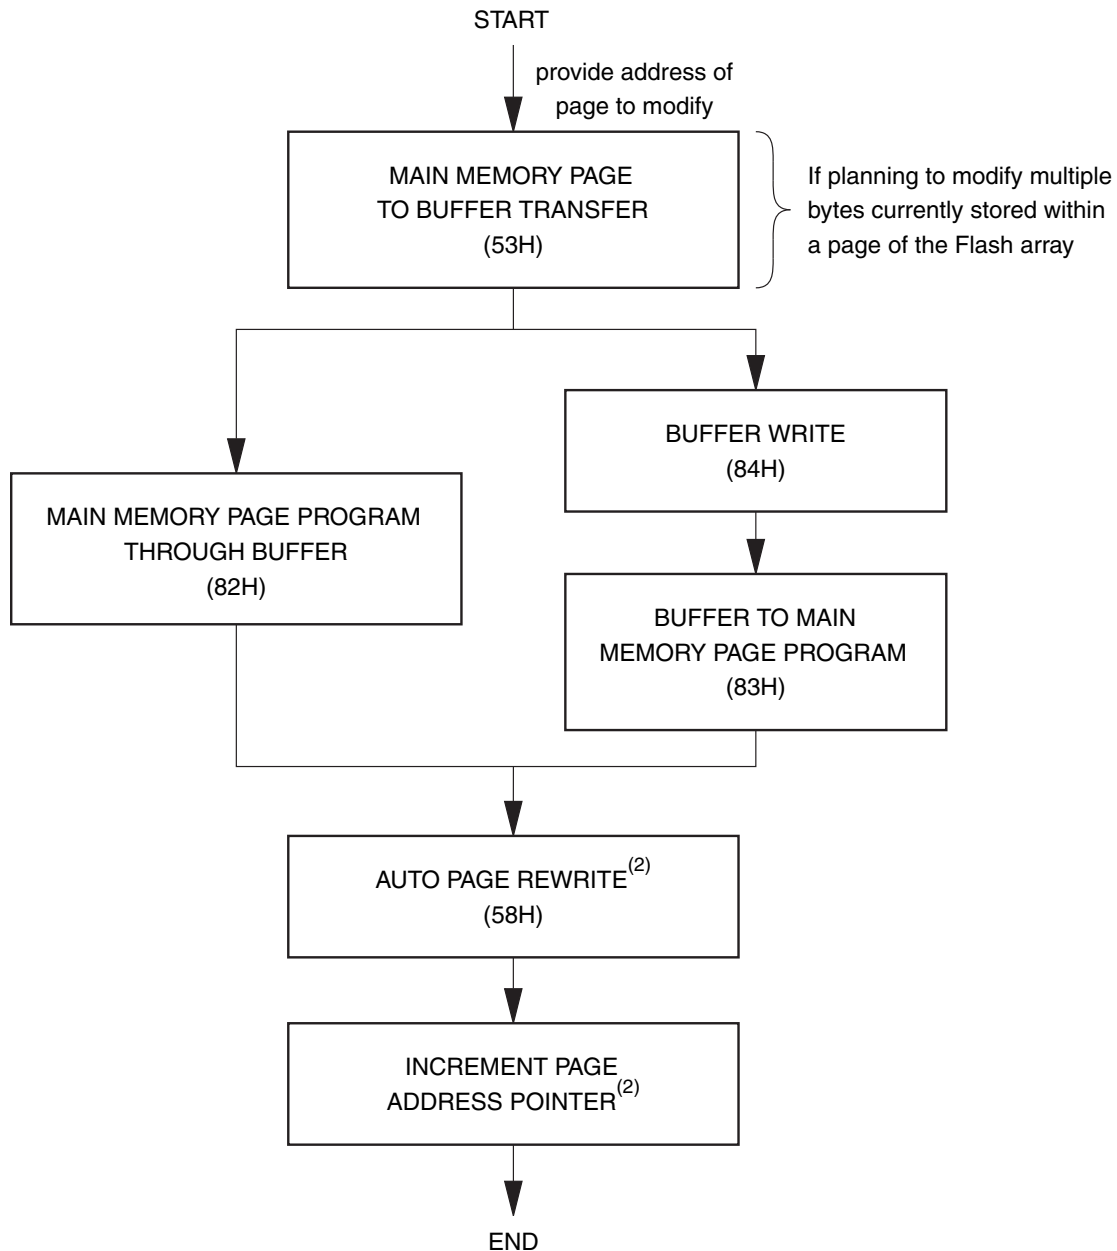 START
provide address of
page to modify
MAIN MEMORY PAGE
TO BUFFER TRANSFER
(53H)
If planning to modify multiple
bytes currently stored within
a page of the Flash array
BUFFER WRITE
(84H)
MAIN MEMORY PAGE PROGRAM
THROUGH BUFFER
(82H)
BUFFER TO MAIN
MEMORY PAGE PROGRAM
(83H)
AUTO PAGE REWRITE(2)
(58H)
INCREMENT PAGE
ADDRESS POINTER(2)
END